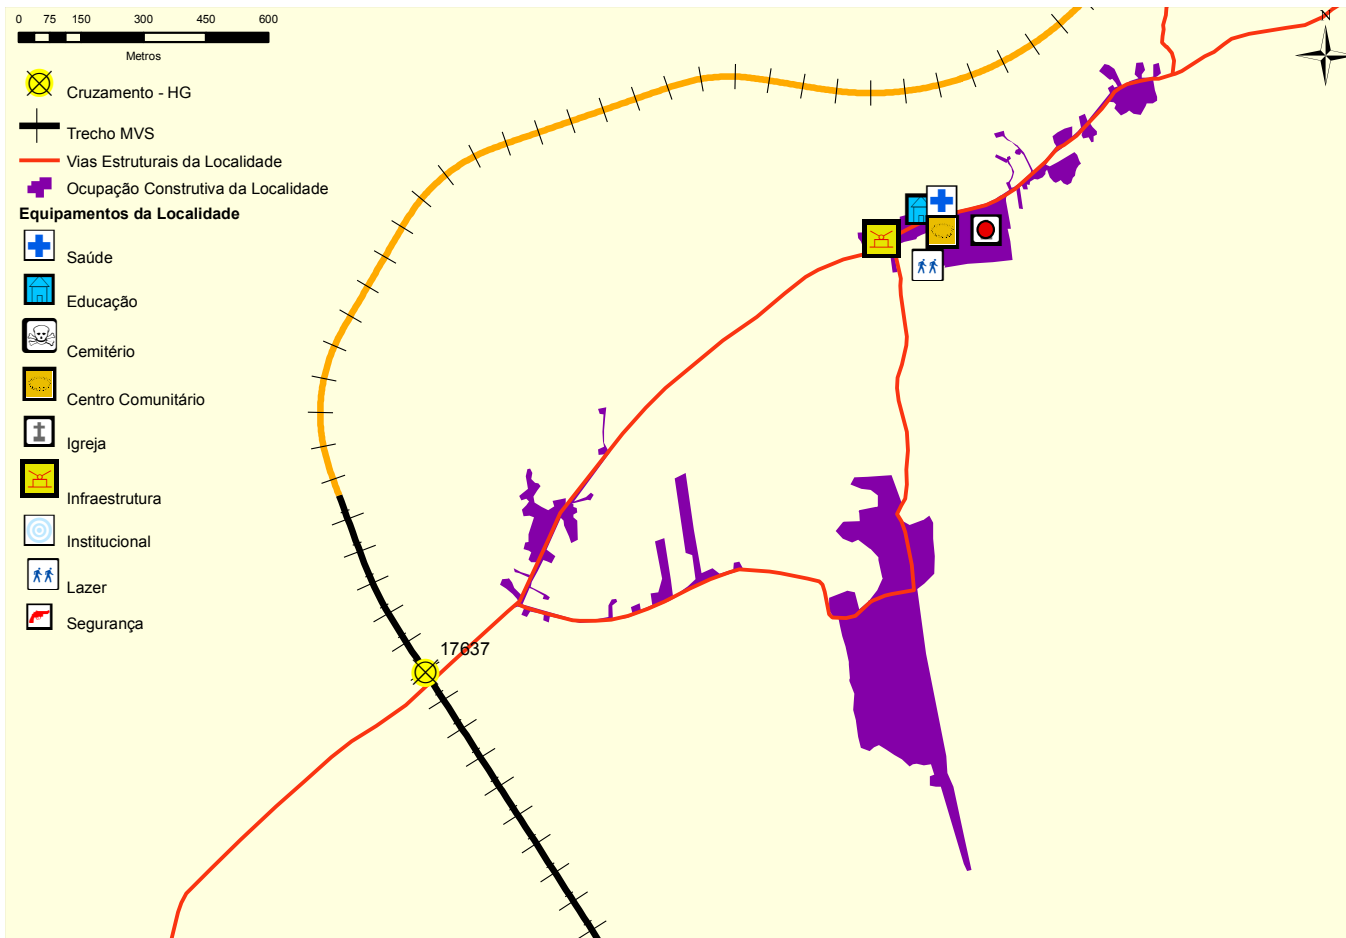 0 75 150 300 450 600
Metros
N
Cruzamento - HG
Trecho MVS
Vias Estruturais da Localidade
Ocupação Construtiva da Localidade
Equipamentos da Localidade
Saúde
Educação
Cemitério
Centro Comunitário
Igreja
Infraestrutura
Institucional
Lazer
Segurança
17637